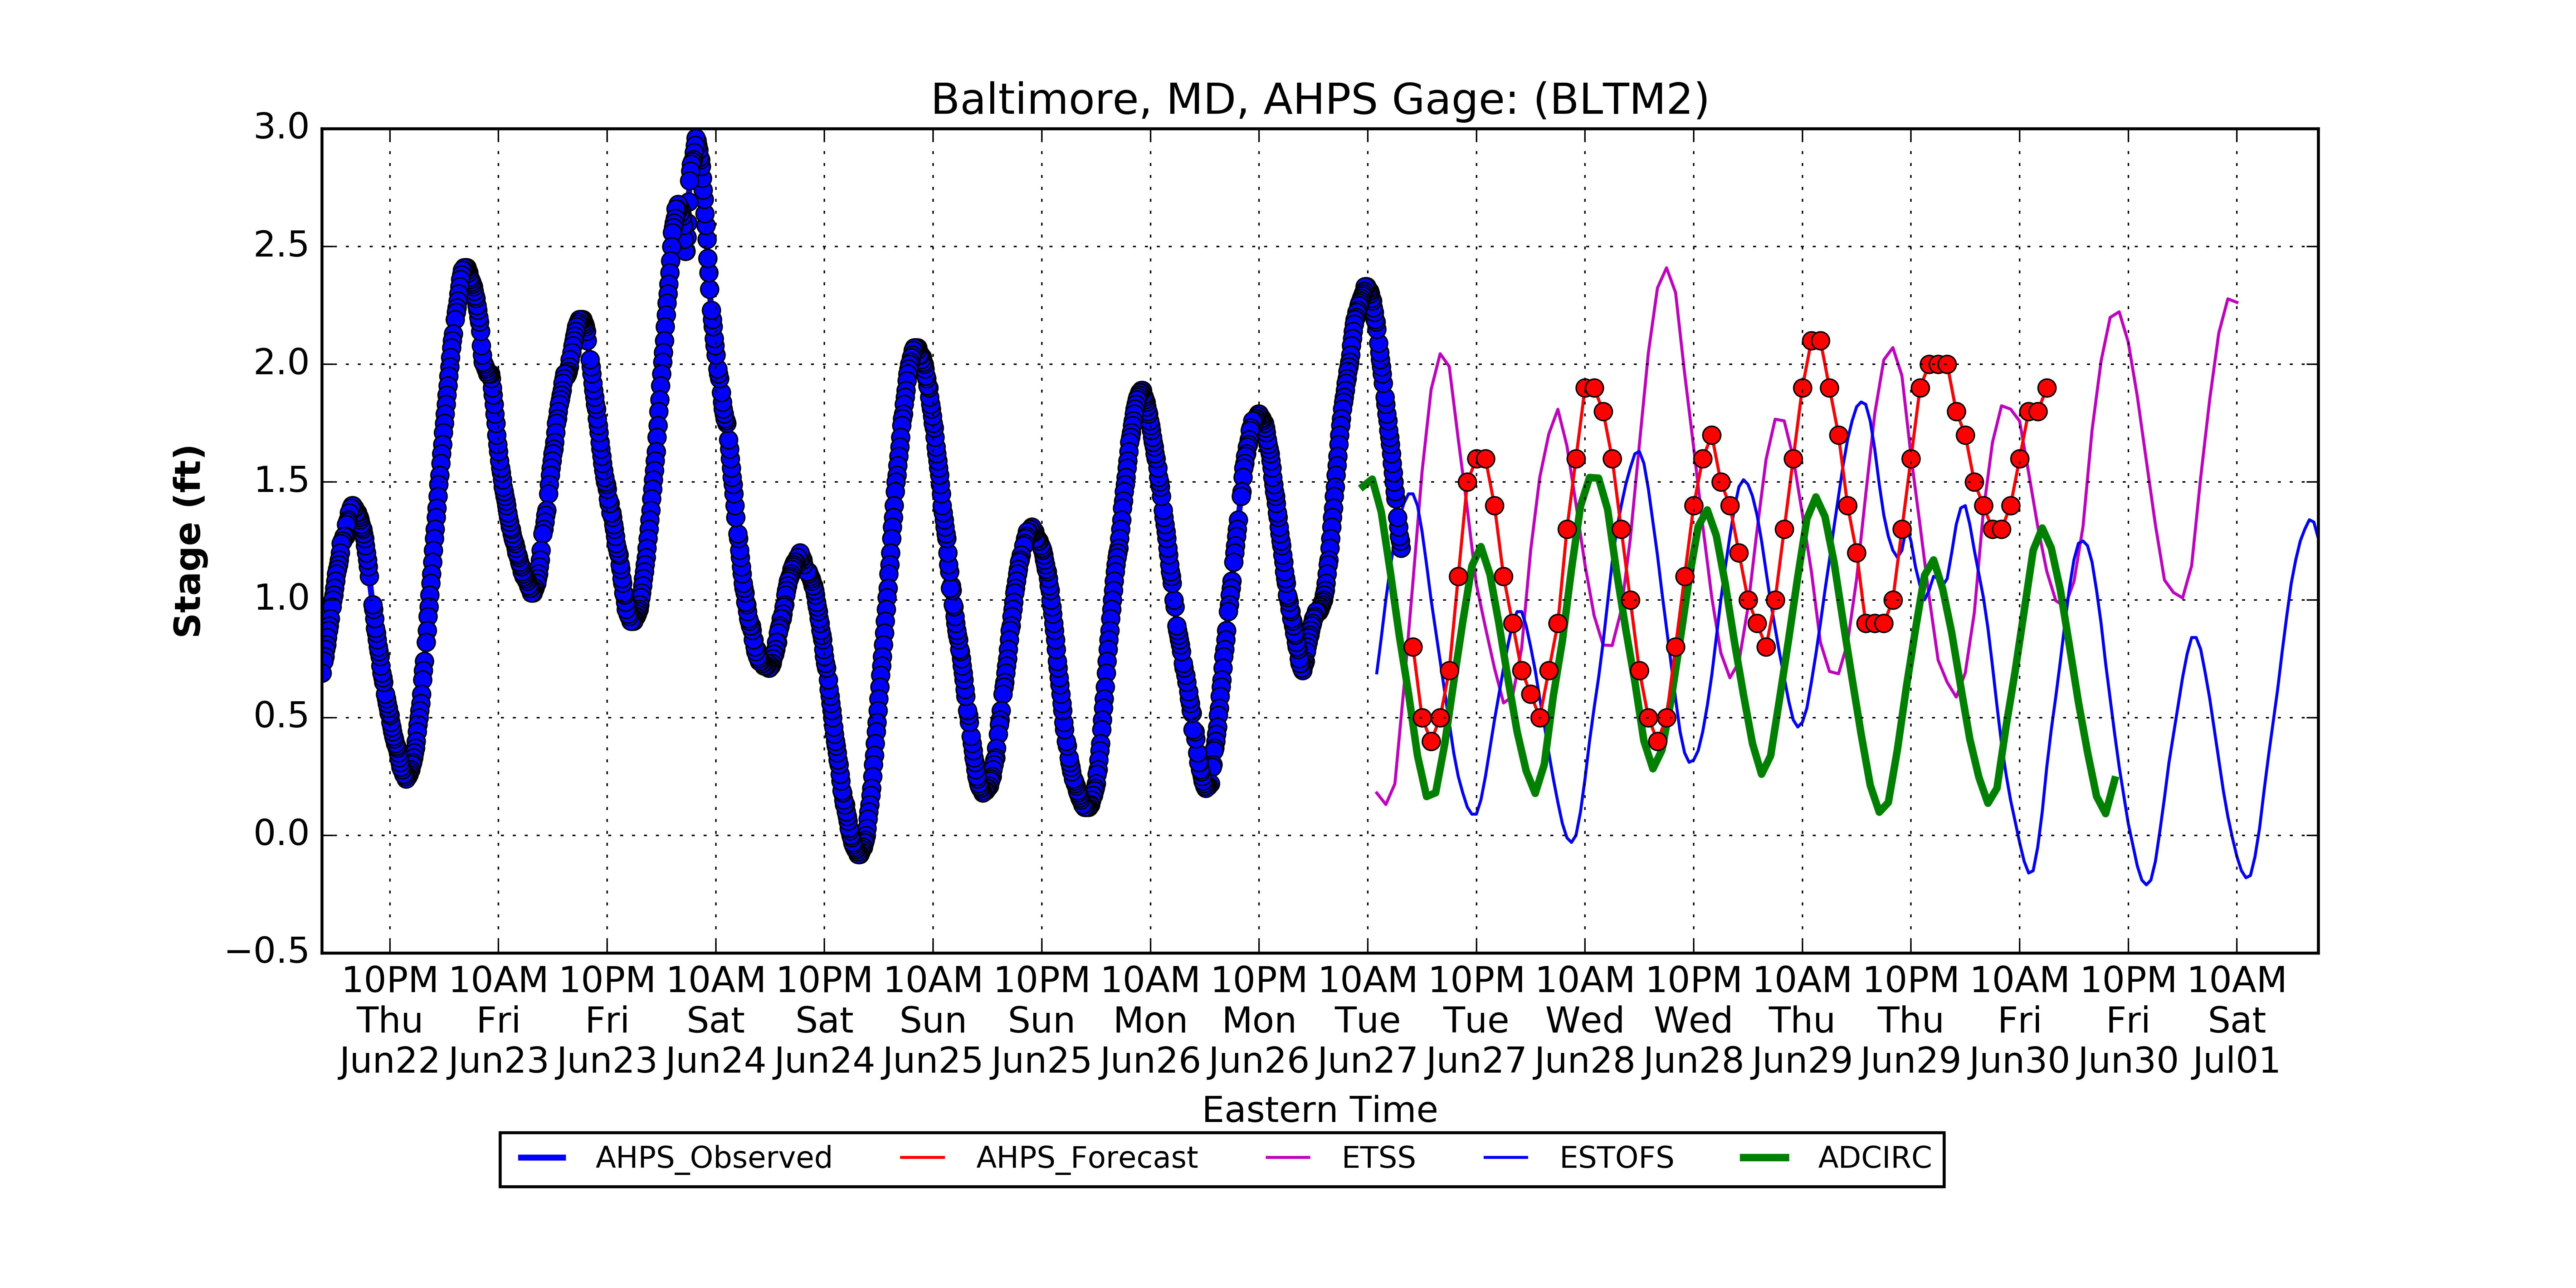 Baltimore, MD, AHPS Gage: (BLTM2)
3.0
2.5
2.0
1.5
1.0
0.5
0.0
−0.5
Stage (ft)
10PM 10AM 10PM 10AM 10PM 10AM 10PM 10AM 10PM 10AM 10PM 10AM 10PM 10AM 10PM 10AM 10PM 10AM
Thu Fri Fri Sat Sat Sun Sun Mon Mon Tue Tue Wed Wed Thu Thu Fri Fri Sat
Jun22 Jun23 Jun23 Jun24 Jun24 Jun25 Jun25 Jun26 Jun26 Jun27 Jun27 Jun28 Jun28 Jun29 Jun29 Jun30 Jun30 Jul01
Eastern Time
AHPS_Observed AHPS_Forecast ETSS ESTOFS ADCIRC